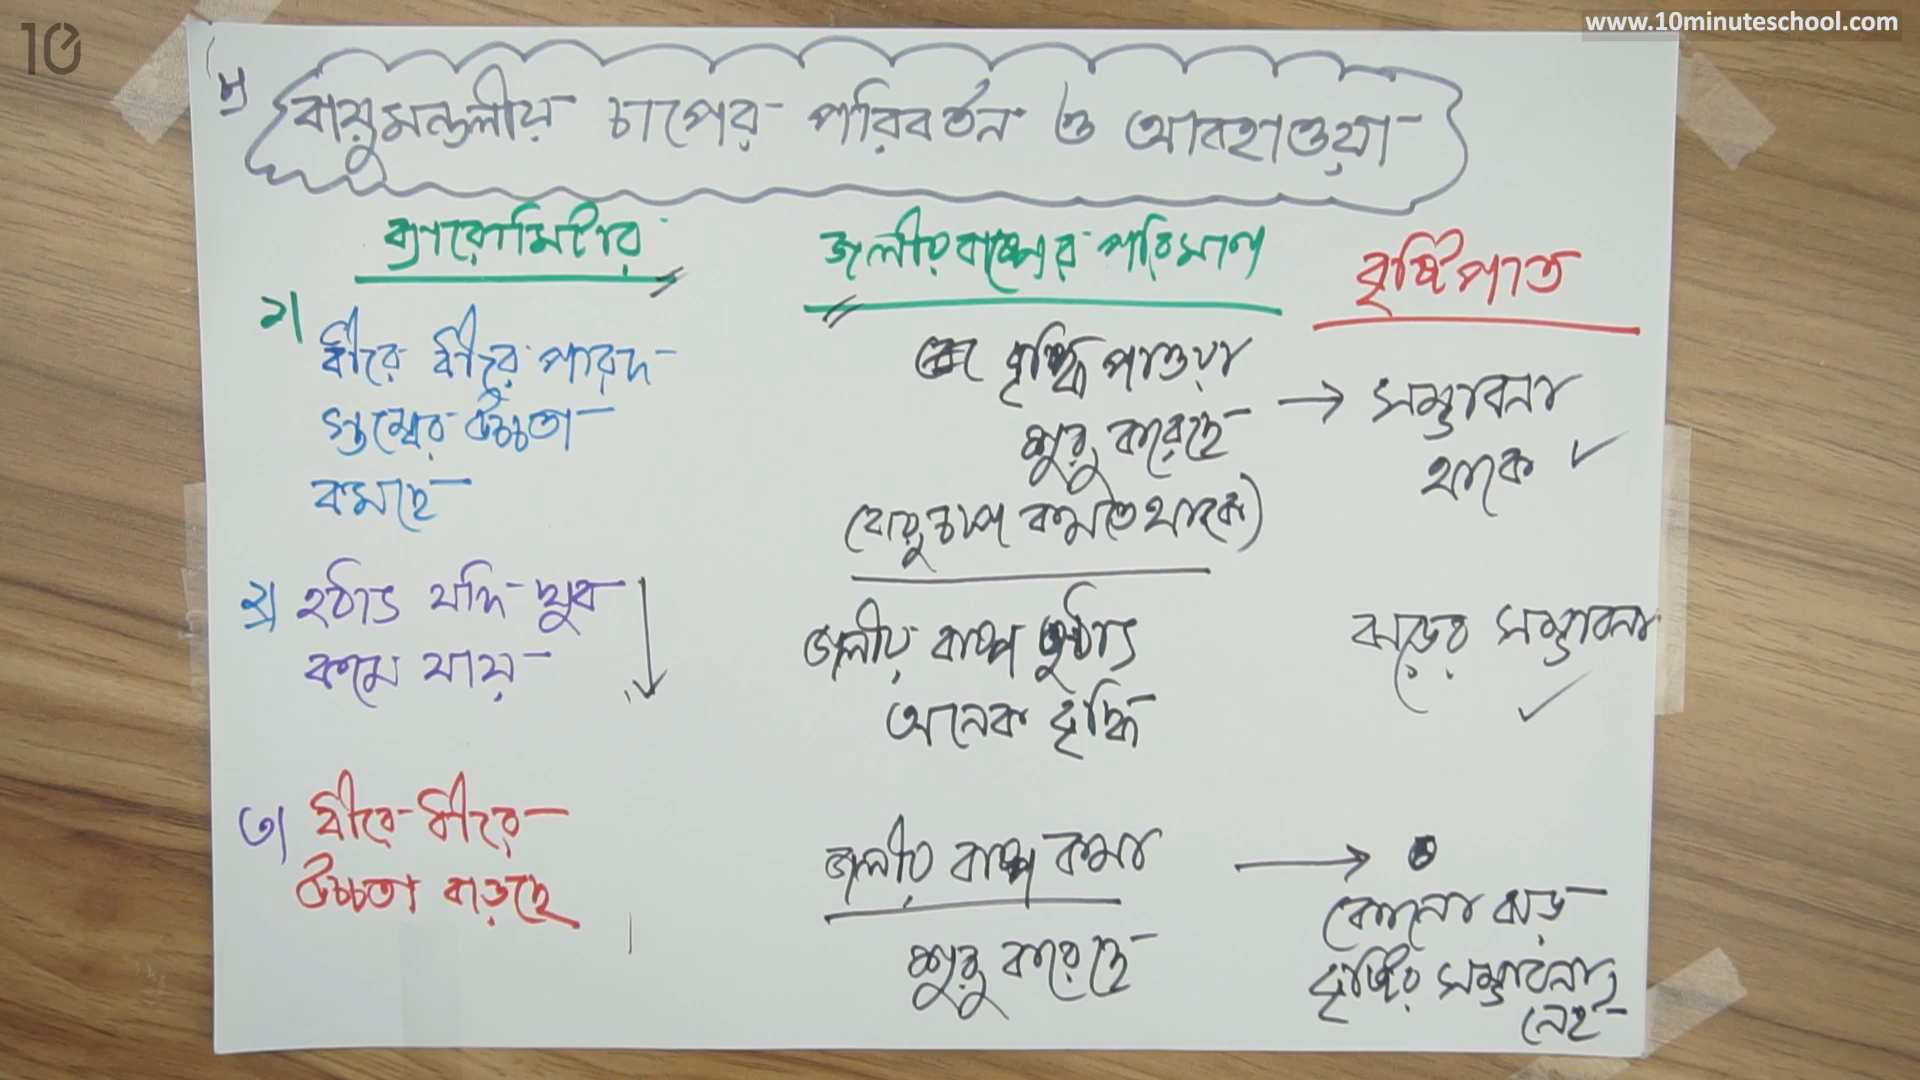 10
www.10minuteschool.com
বায়ুমন্ডলীয় চাপের পরিবর্তন ও আবহাওয়া
ব্যারোমিটার
জলীয়বাষ্পের পরিমাণ
বৃষ্টিপাত
১। ধীরে ধীরে পারদ
স্তম্ভের উচ্চতা
কমছে
বৃদ্ধি পাওয়া
শুরু করেছে
(বায়ুচাপ কমতে থাকে)
→ সম্ভাবনা
থাকে ✓
২। হঠাৎ যদি খুব
কমে যায়
জলীয় বাষ্প হঠাৎ
অনেক বৃদ্ধি
ঝড়ের সম্ভাবনা
৩। ধীরে ধীরে
উচ্চতা বাড়ছে
জলীয় বাষ্প কমা
শুরু করেছে
→
কোনো ঝড়
বৃষ্টির সম্ভাবনাই
নেই